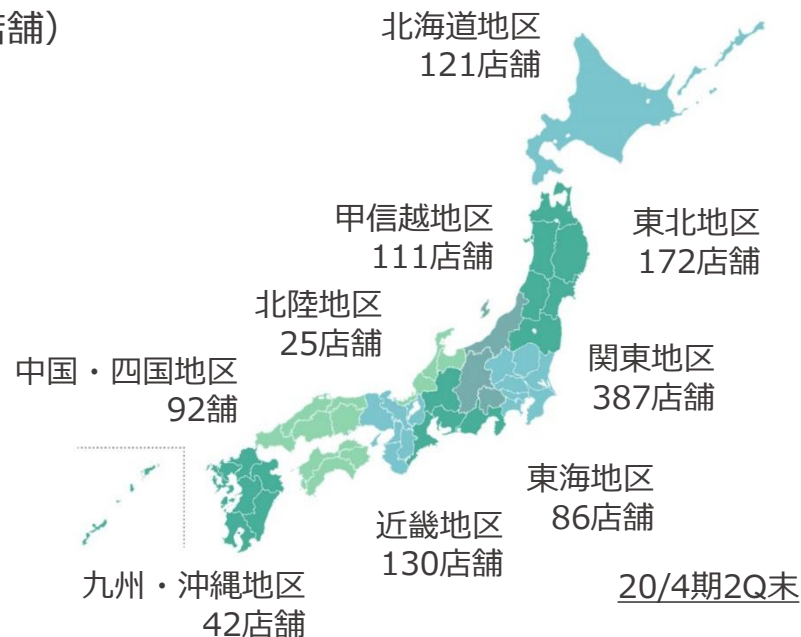 店舗)
北海道地区
121店舗
甲信越地区
111店舗
東北地区
172店舗
北陸地区
25店舗
関東地区
387店舗
中国・四国地区
92舗
東海地区
86店舗
近畿地区
130店舗
九州・沖縄地区
42店舗
20/4期2Q末